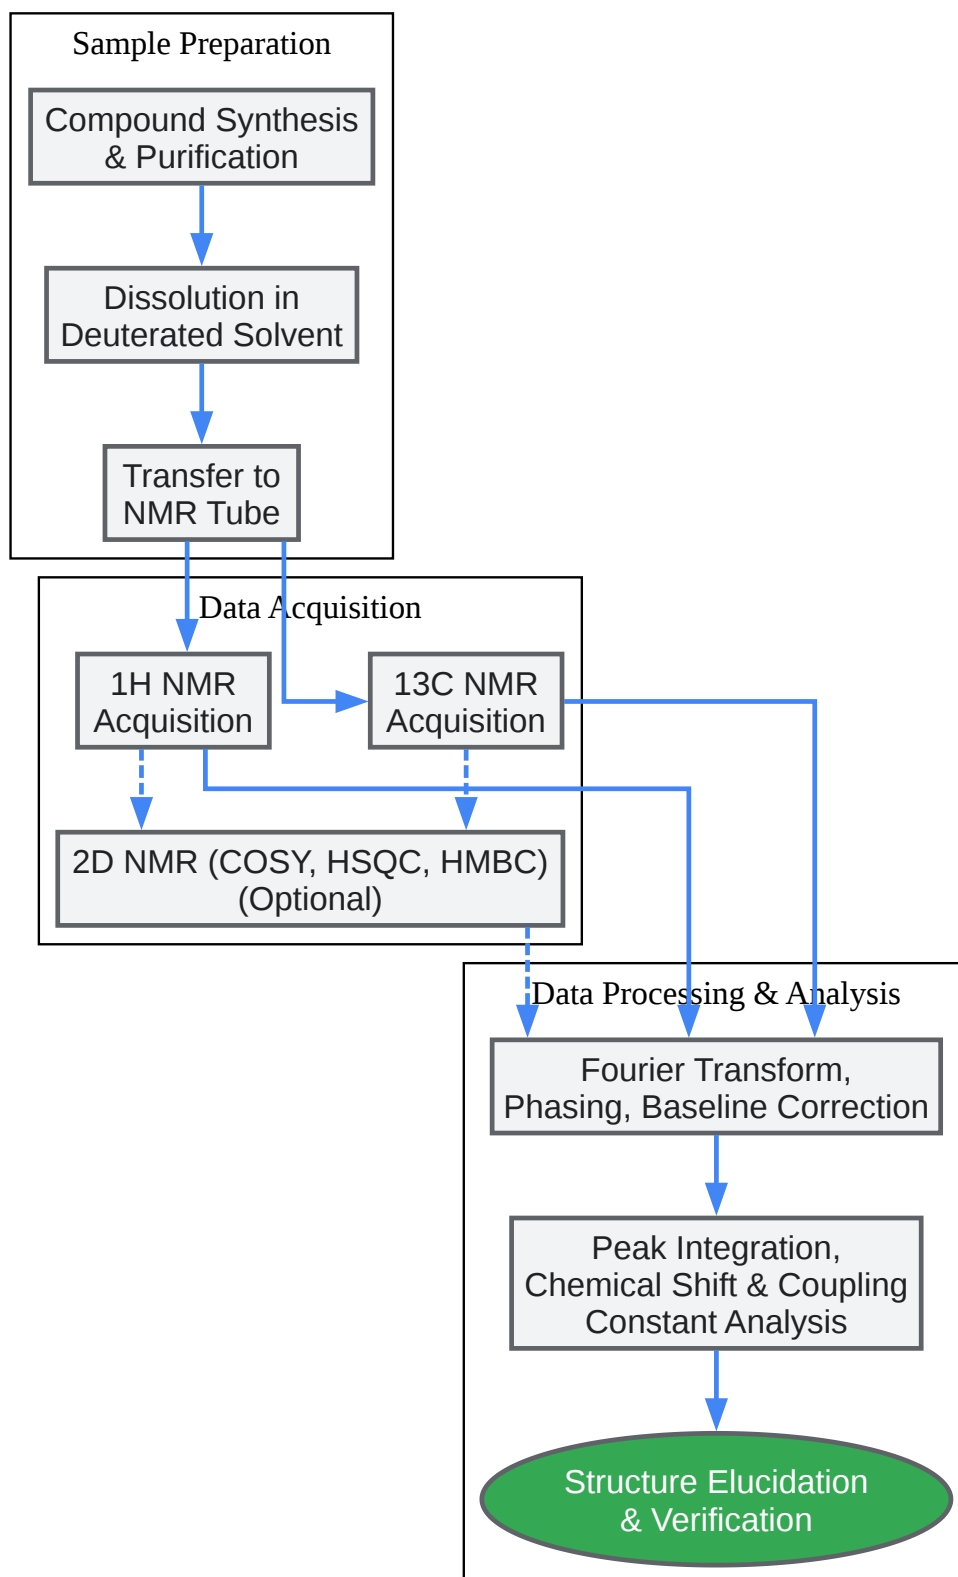 Sample Preparation
Compound Synthesis
& Purification
Dissolution in
Deuterated Solvent
Transfer to
NMR Tube
Data Acquisition
1H NMR
Acquisition
13C NMR
Acquisition
2D NMR (COSY, HSQC, HMBC)
(Optional)
Data Processing & Analysis
Fourier Transform,
Phasing, Baseline Correction
Peak Integration,
Chemical Shift & Coupling
Constant Analysis
Structure Elucidation
& Verification